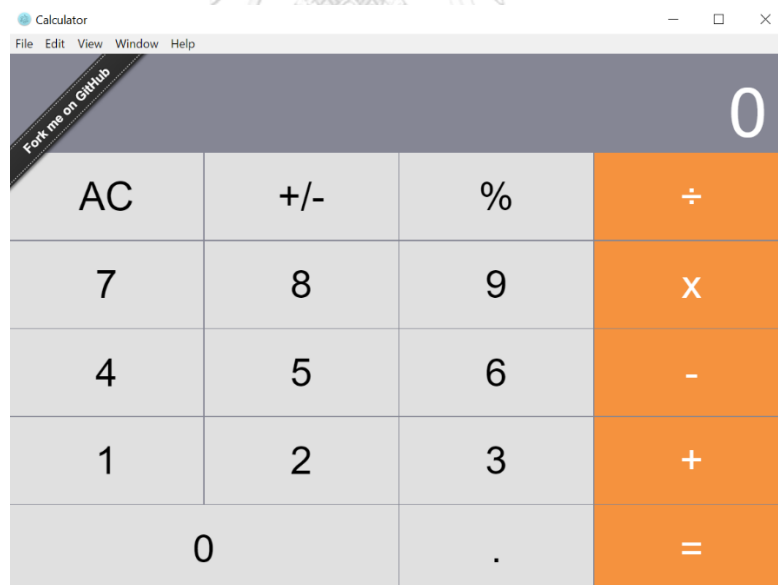 Calculator
File Edit View Window Help
Fork me on GitHub
0
AC +/- % ÷
7 8 9 x
4 5 6 -
1 2 3 +
0 . =